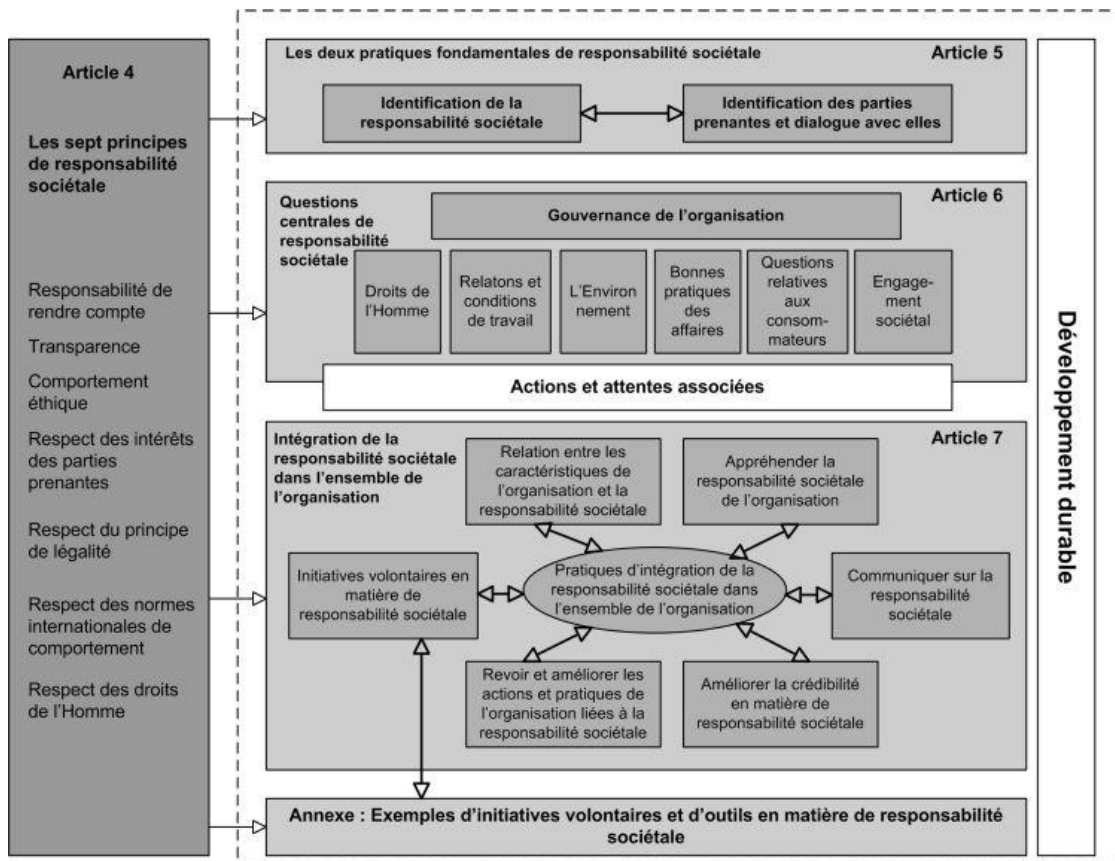 Article 4
Les sept principes
de responsabilité
sociétale
Responsabilité de
rendre compte
Transparence
Comportement
éthique
Respect des intérêts
des parties
prenantes
Respect du principe
de légalité
Respect des normes
internationales de
comportement
Respect des droits
de l'Homme
Les deux pratiques fondamentales de responsabilité sociétale
Article 5
Identification de la
responsabilité sociétale
Identification des parties
prenantes et dialogue avec elles
Questions
centrales de
responsabilité
sociétale
Article 6
Gouvernance de l'organisation
Droits de
l'Homme
Relatons et
conditions
de travail
L'Environ
nement
Bonnes
pratiques
des
affaires
Questions
relatives
aux
consom-
mateurs
Engage-
ment
sociétal
Actions et attentes associées
Intégration de la
responsabilité sociétale
dans l'ensemble de
l'organisation
Article 7
Relation entre les
caractéristiques de
l'organisation et la
responsabilité sociétale
Appréhender la
responsabilité sociétale
de l'organisation
Initiatives volontaires en
matière de
responsabilité sociétale
Pratiques d'intégration de la
responsabilité sociétale dans
l'ensemble de l'organisation
Communiquer sur la
responsabilité
sociétale
Revoir et améliorer les
actions et pratiques de
l'organisation liées à la
responsabilité sociétale
Améliorer la crédibilité
en matière de
responsabilité sociétale
Annexe : Exemples d'initiatives volontaires et d'outils en matière de responsabilité
sociétale
Développement durable